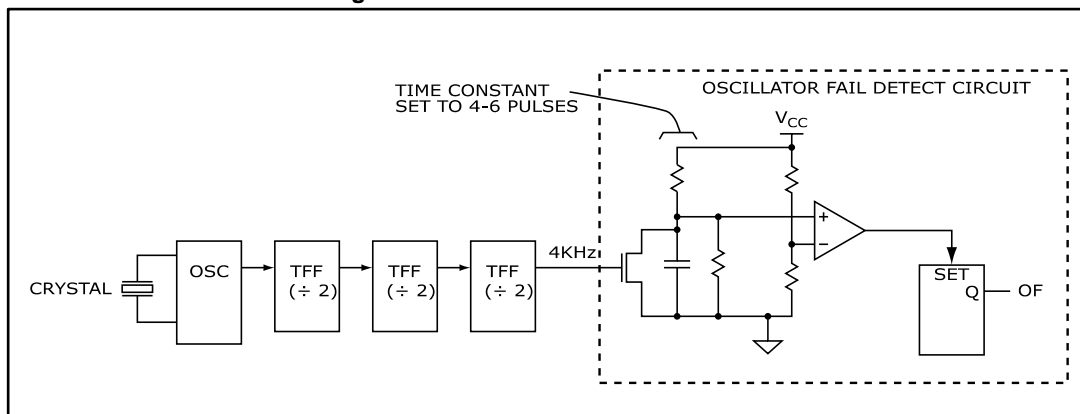 g
TIME CONSTANT
SET TO 4-6 PULSES
OSCILLATOR FAIL DETECT CIRCUIT
VCC
4KHz
+
−
CRYSTAL
OSC
TFF
(÷ 2)
TFF
(÷ 2)
TFF
(÷ 2)
SET
Q
OF